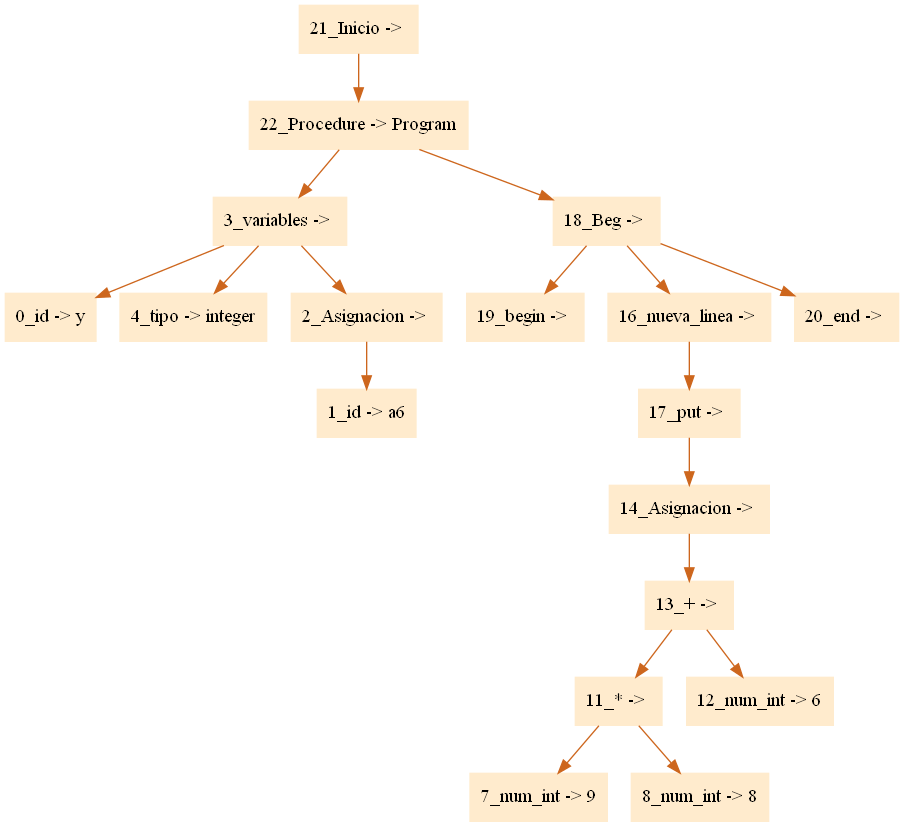 21_Inicio ->
22_Procedure -> Program
3_variables ->
18_Beg ->
0_id -> y
4_tipo -> integer
2_Asignacion ->
19_begin ->
16_nueva_linea ->
20_end ->
1_id -> a6
17_put ->
14_Asignacion ->
13_+ ->
11_* ->
12_num_int -> 6
7_num_int -> 9
8_num_int -> 8